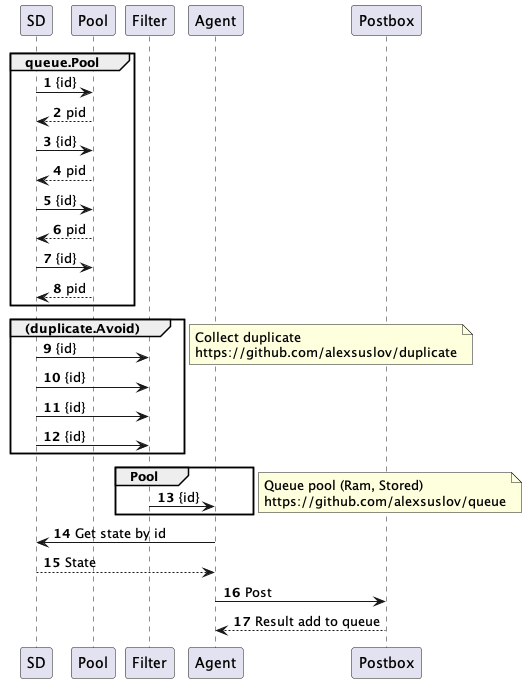 SD Pool Filter Agent Postbox
queue.Pool
1 {id}
2 pid
3 {id}
4 pid
5 {id}
6 pid
7 {id}
8 pid
(duplicate.Avoid)
Collect duplicate
https://github.com/alexsuslov/duplicate
9 {id}
10 {id}
11 {id}
12 {id}
Pool
Queue pool (Ram, Stored)
https://github.com/alexsuslov/queue
13 {id}
14 Get state by id
15 State
16 Post
17 Result add to queue
SD Pool Filter Agent Postbox